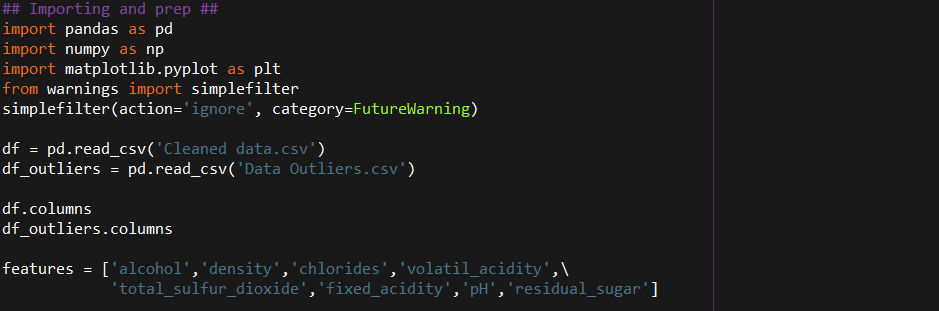 ## Importing and prep ##
import pandas as pd
import numpy as np
import matplotlib.pyplot as plt
from warnings import simplefilter
simplefilter(action='ignore', category=FutureWarning)
df = pd.read_csv('Cleaned data.csv')
df_outliers = pd.read_csv('Data Outliers.csv')
df.columns
df_outliers.columns
features = ['alcohol','density','chlorides','volatil_acidity',\
'total_sulfur_dioxide','fixed_acidity','pH','residual_sugar']